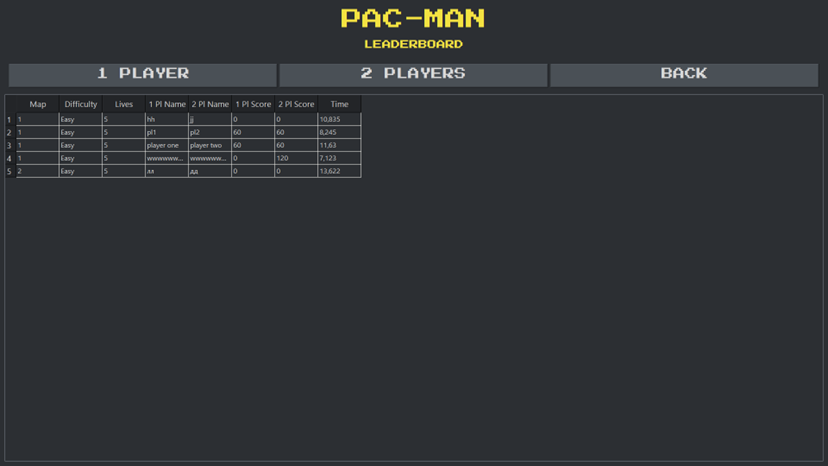 PAC-MAN
LEADERBOARD
1 PLAYER 2 PLAYERS BACK
Map Difficulty Lives 1 Pl Name 2 Pl Name 1 Pl Score 2 Pl Score Time
1 1 Easy 5 hh jj 0 0 10,835
2 1 Easy 5 pl1 pl2 60 60 8,245
3 1 Easy 5 player one player two 60 60 11,63
4 1 Easy 5 wwwwww... wwwwww... 0 120 7,123
5 2 Easy 5 лл дд 0 0 13,622